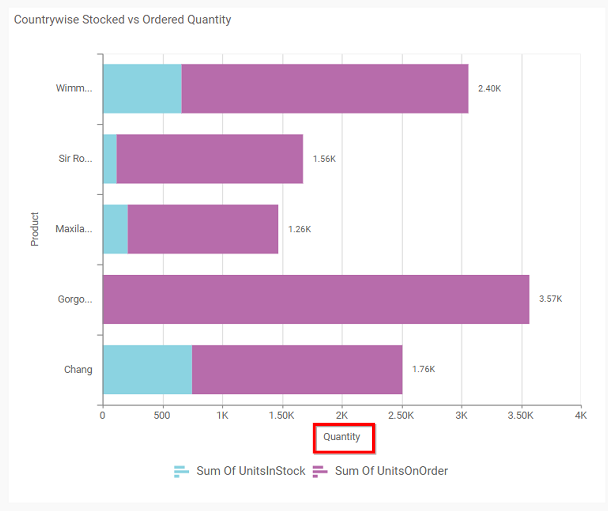 Countrywise Stocked vs Ordered Quantity
Wimm...
2.40K
Sir Ro...
1.56K
Product
Maxila...
1.26K
Gorgo...
3.57K
Chang
1.76K
0 500 1K 1.50K 2K 2.50K 3K 3.50K 4K
Quantity
Sum Of UnitsInStock Sum Of UnitsOnOrder